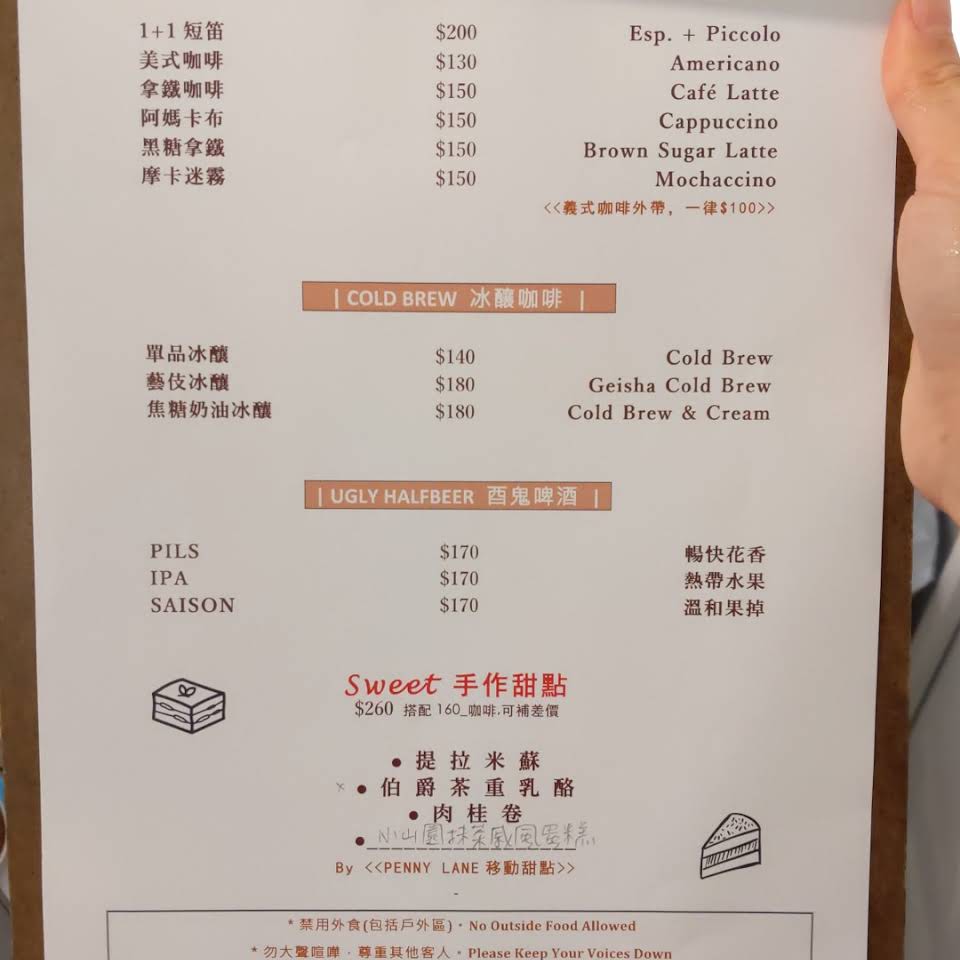 1+1 短笛 $200 Esp. + Piccolo
美式咖啡 $130 Americano
拿鐵咖啡 $150 Café Latte
阿媽卡布 $150 Cappuccino
黑糖拿鐵 $150 Brown Sugar Latte
摩卡迷霧 $150 Mochaccino
<<義式咖啡外帶，一律$100>>
| COLD BREW 冰釀咖啡 |
單品冰釀 $140 Cold Brew
藝伎冰釀 $180 Geisha Cold Brew
焦糖奶油冰釀 $180 Cold Brew & Cream
| UGLY HALFBEER 酉鬼啤酒 |
PILS $170 暢快花香
IPA $170 熱帶水果
SAISON $170 溫和果掉
Sweet 手作甜點
$260 搭配 160_咖啡.可補差價
● 提拉米蘇
x ● 伯爵茶重乳酪
● 肉桂卷
● 小山園抹茶戚風蛋糕
By <<PENNY LANE 移動甜點>>
-
* 禁用外食(包括戶外區)。No Outside Food Allowed
* 勿大聲喧嘩．尊重其他客人。Please Keep Your Voices Down